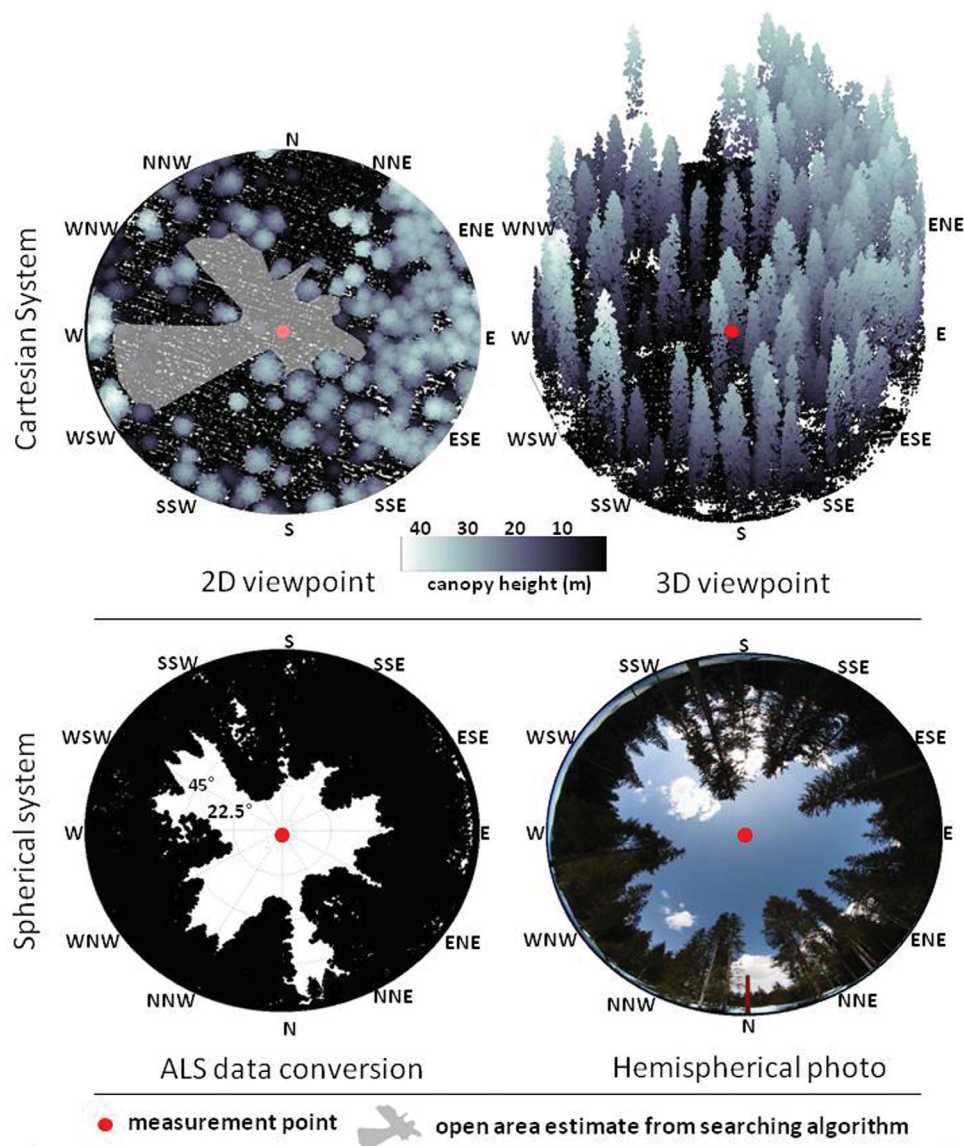 Cartesian System
N
NNW
NNE
WNW
ENE
W
E
WSW
ESE
SSW
SSE
S
WNW
ENE
W
E
WSW
ESE
SSW
SSE
S
40 30 20 10
canopy height (m)
2D viewpoint
3D viewpoint
Spherical system
S
SSW
SSE
WSW
ESE
45°
22.5°
W
E
WNW
ENE
NNW
NNE
N
S
SSW
SSE
WSW
ESE
W
E
WNW
ENE
NNW
NNE
N
ALS data conversion
Hemispherical photo
measurement point
open area estimate from searching algorithm